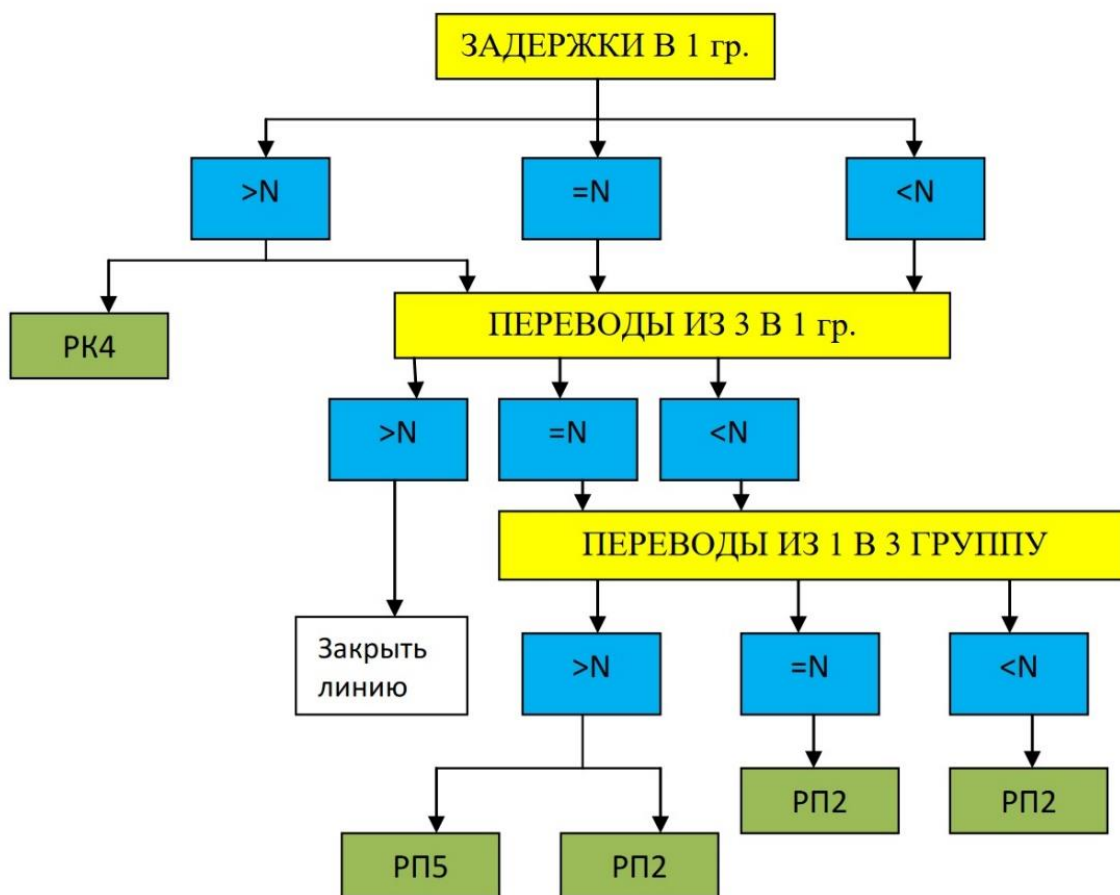 ЗАДЕРЖКИ В 1 гр.
>N
=N
<N
ПЕРЕВОДЫ ИЗ 3 В 1 гр.
РК4
>N
=N
<N
ПЕРЕВОДЫ ИЗ 1 В 3 ГРУППУ
Закрыть
линию
>N
=N
<N
РП2
РП2
РП5
РП2